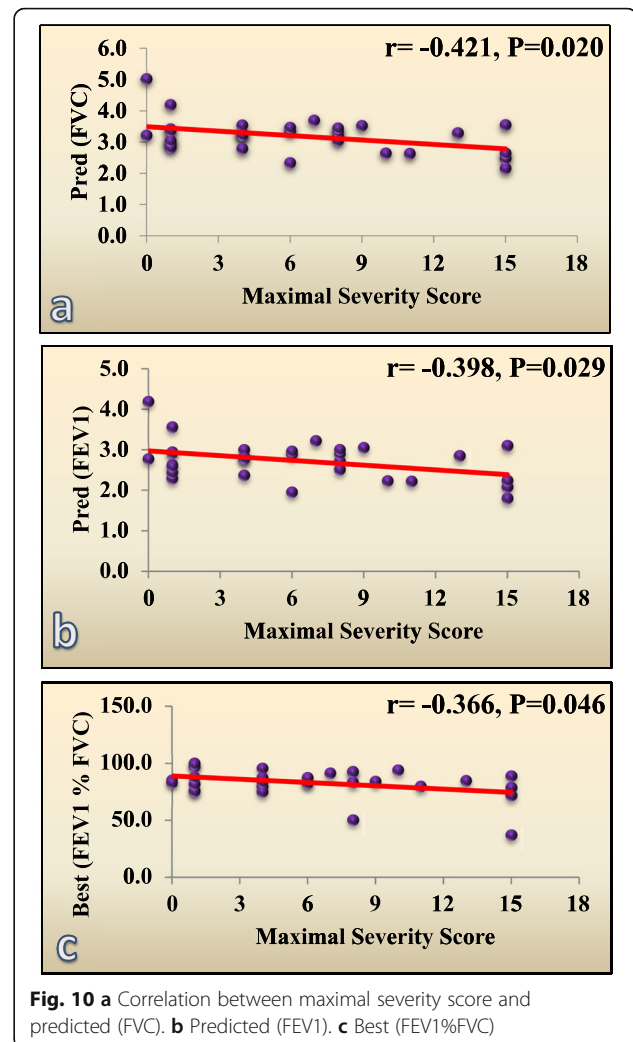 r= -0.421, P=0.020
6.0
5.0
4.0
3.0
2.0
1.0
0.0
Pred (FVC)
0 3 6 9 12 15 18
Maximal Severity Score
a
r= -0.398, P=0.029
5.0
4.0
3.0
2.0
1.0
0.0
Pred (FEV1)
0 3 6 9 12 15 18
Maximal Severity Score
b
r= -0.366, P=0.046
150.0
100.0
50.0
0.0
Best (FEV1 % FVC)
0 3 6 9 12 15 18
Maximal Severity Score
c
Fig. 10 a Correlation between maximal severity score and
predicted (FVC). b Predicted (FEV1). c Best (FEV1%FVC)